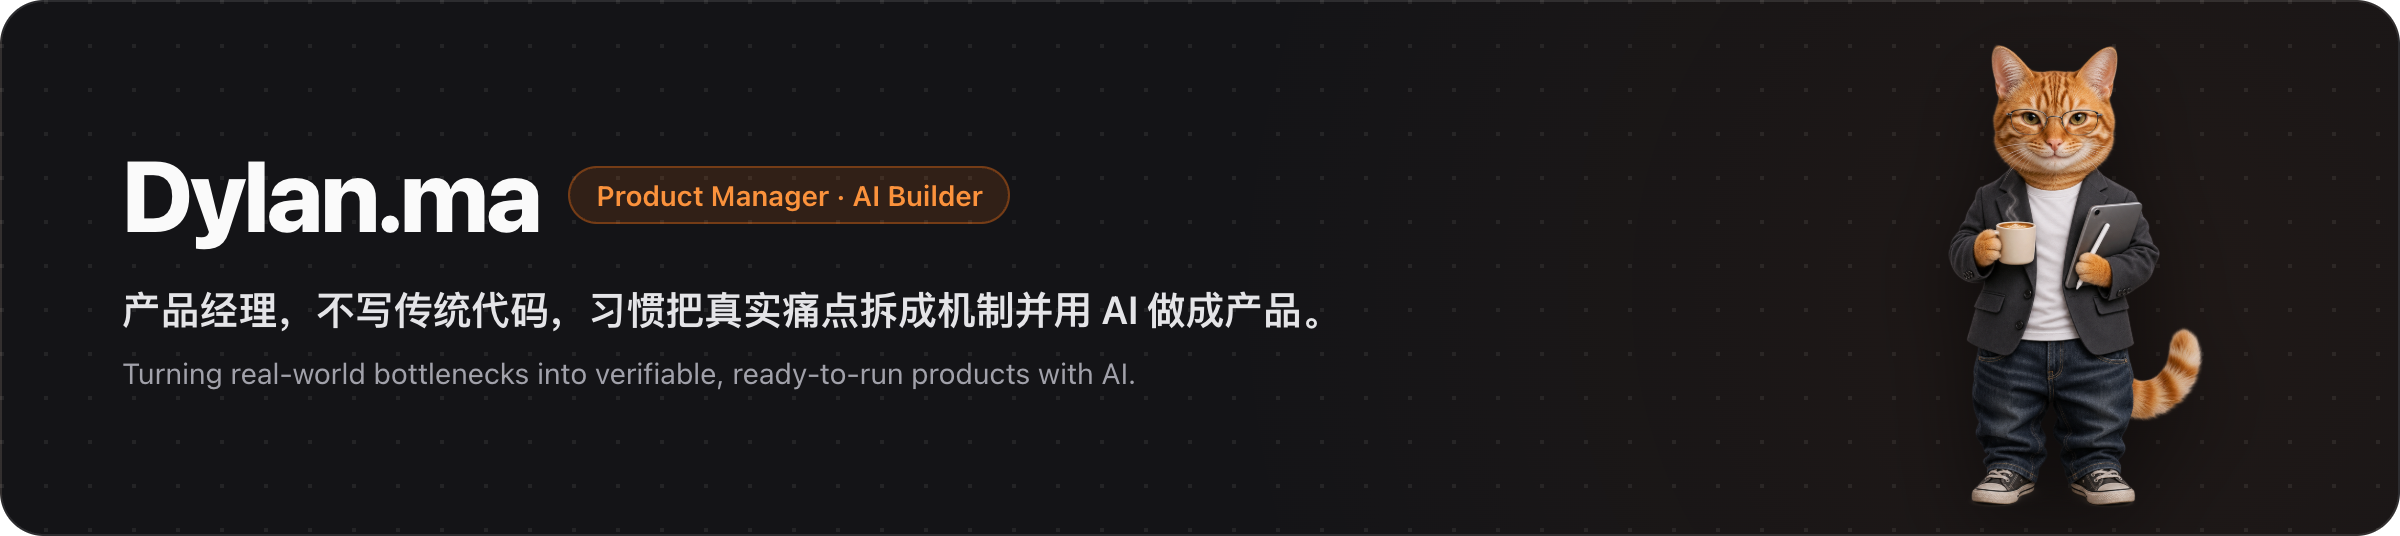 Dylan.ma
Product Manager · AI Builder
产品经理，不写传统代码，习惯把真实痛点拆成机制并用 AI 做成产品。
Turning real-world bottlenecks into verifiable, ready-to-run products with AI.